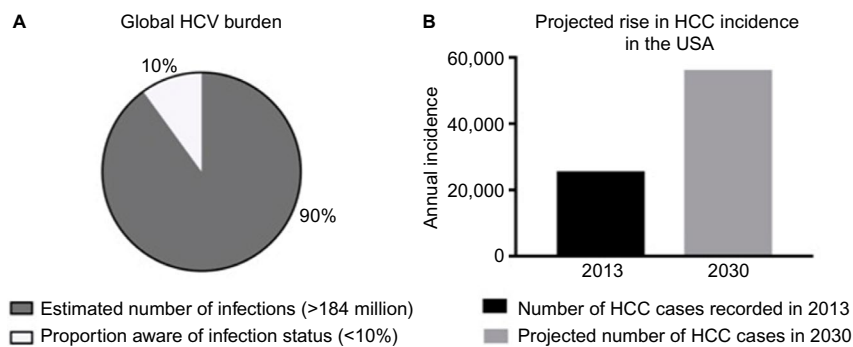 A
Global HCV burden
10%
90%
Estimated number of infections (>184 million)
Proportion aware of infection status (<10%)
B
Projected rise in HCC incidence
in the USA
Annual incidence
60,000
40,000
20,000
0
2013
2030
Number of HCC cases recorded in 2013
Projected number of HCC cases in 2030